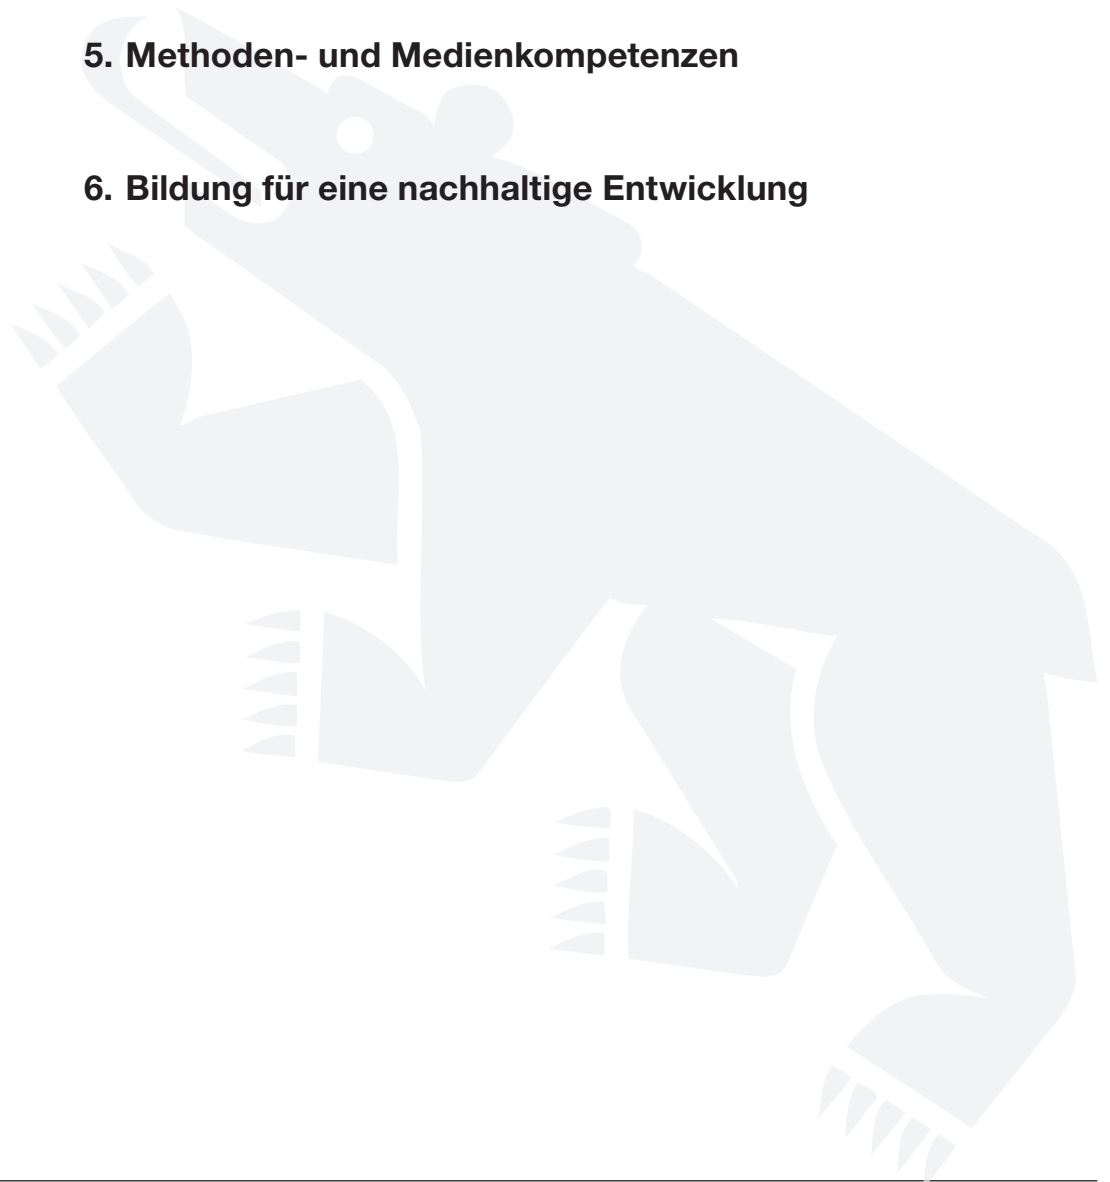 5. Methoden- und Medienkompetenzen
6. Bildung für eine nachhaltige Entwicklung